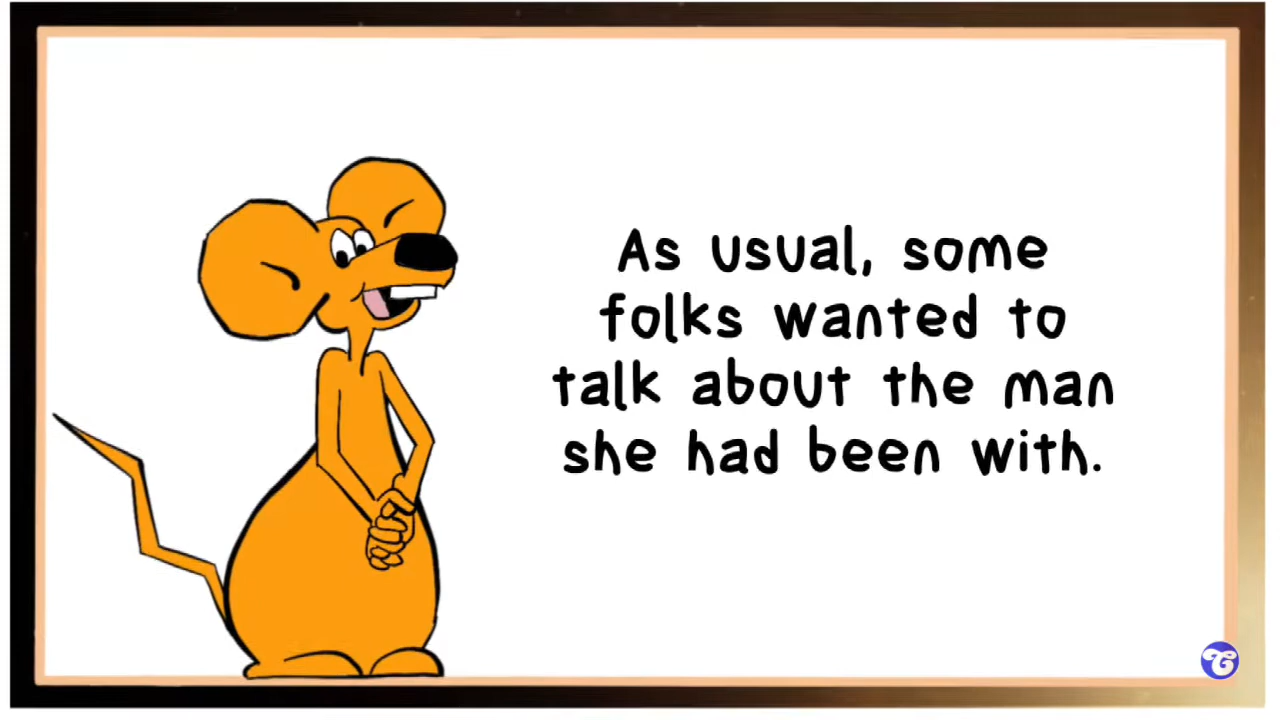 As usual, some
folks wanted to
talk about the man
she had been with.